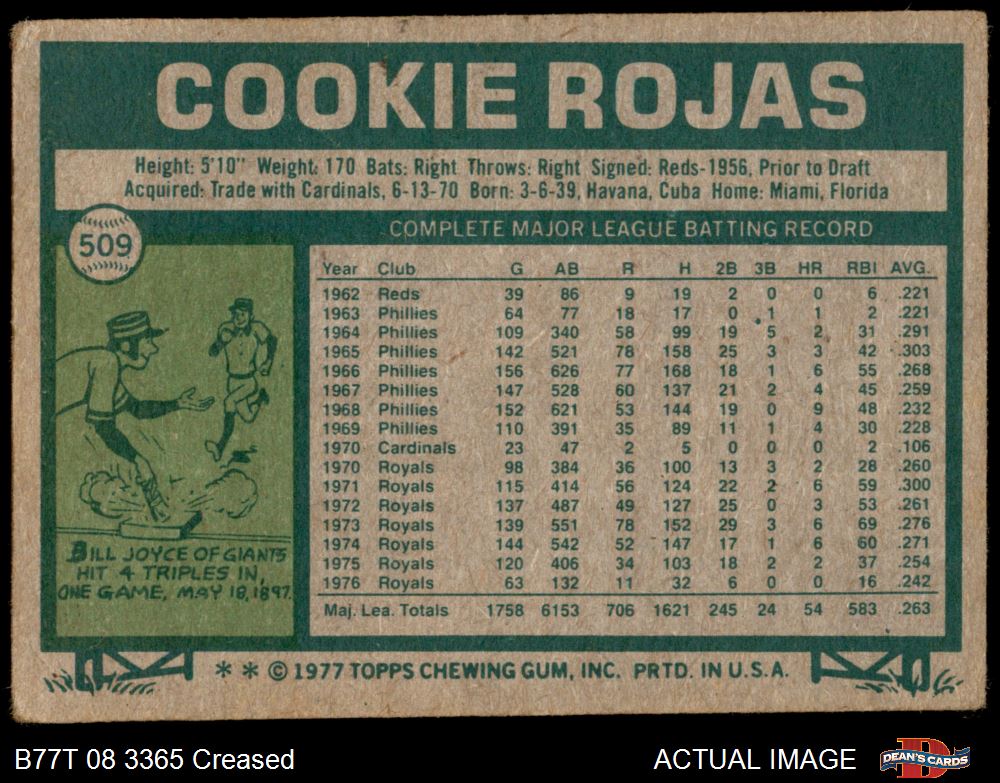 COOKIE ROJAS
Height: 5'10" Weight: 170 Bats: Right Throws: Right Signed: Reds-1956, Prior to Draft
Acquired: Trade with Cardinals, 6-13-70 Born: 3-6-39, Havana, Cuba Home: Miami, Florida
509
COMPLETE MAJOR LEAGUE BATTING RECORD
Year Club G AB R H 2B 3B HR RBI AVG.
1962 Reds 39 86 9 19 2 0 0 6 .221
1963 Phillies 64 77 18 17 0 1 1 2 .221
1964 Phillies 109 340 58 99 19 5 2 31 .291
1965 Phillies 142 521 78 158 25 3 3 42 .303
1966 Phillies 156 626 77 168 18 1 6 55 .268
1967 Phillies 147 528 60 137 21 2 4 45 .259
1968 Phillies 152 621 53 144 19 0 9 48 .232
1969 Phillies 110 391 35 89 11 1 4 30 .228
1970 Cardinals 23 47 2 5 0 0 0 2 .106
1970 Royals 98 384 36 100 13 3 2 28 .260
1971 Royals 115 414 56 124 22 2 6 59 .300
1972 Royals 137 487 49 127 25 0 3 53 .261
1973 Royals 139 551 78 152 29 3 6 69 .276
1974 Royals 144 542 52 147 17 1 6 60 .271
1975 Royals 120 406 34 103 18 2 2 37 .254
1976 Royals 63 132 11 32 6 0 0 16 .242
Maj. Lea. Totals 1758 6153 706 1621 245 24 54 583 .263
BILL JOYCE OF GIANTS
HIT 4 TRIPLES IN
ONE GAME, MAY 18, 1897.
* * © 1977 TOPPS CHEWING GUM, INC. PRTD. IN U.S.A.
B77T 08 3365 Creased
ACTUAL IMAGE
DEAN'S CARDS